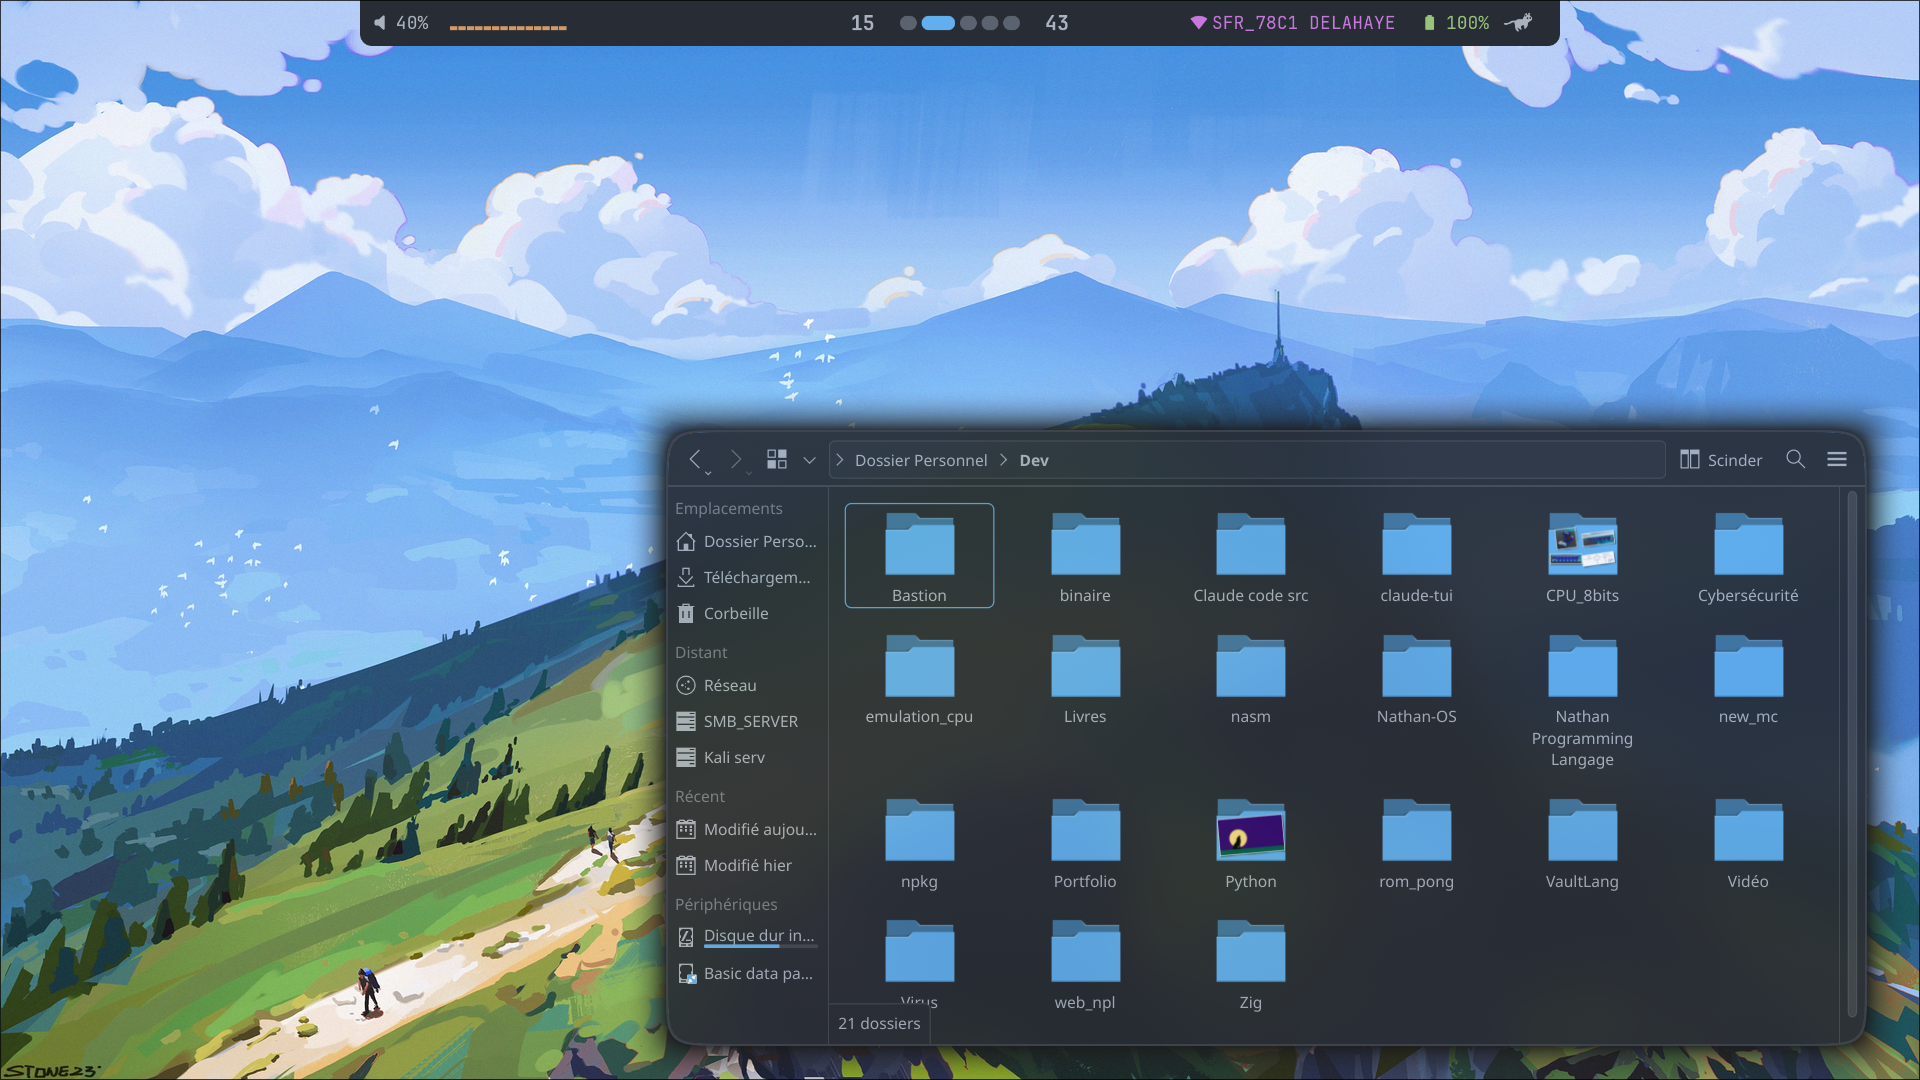 40%
15
43
SFR_78C1 DELAHAYE
100%
Dossier Personnel
Dev
Scinder
Emplacements
Dossier Perso...
Téléchargem...
Corbeille
Distant
Réseau
SMB_SERVER
Kali serv
Récent
Modifié aujou...
Modifié hier
Périphériques
Disque dur in...
Basic data pa...
Bastion
binaire
Claude code src
claude-tui
CPU_8bits
Cybersécurité
emulation_cpu
Livres
nasm
Nathan-OS
Nathan
Programming
Langage
new_mc
npkg
Portfolio
Python
rom_pong
VaultLang
Vidéo
Virus
web_npl
Zig
21 dossiers
STONE23